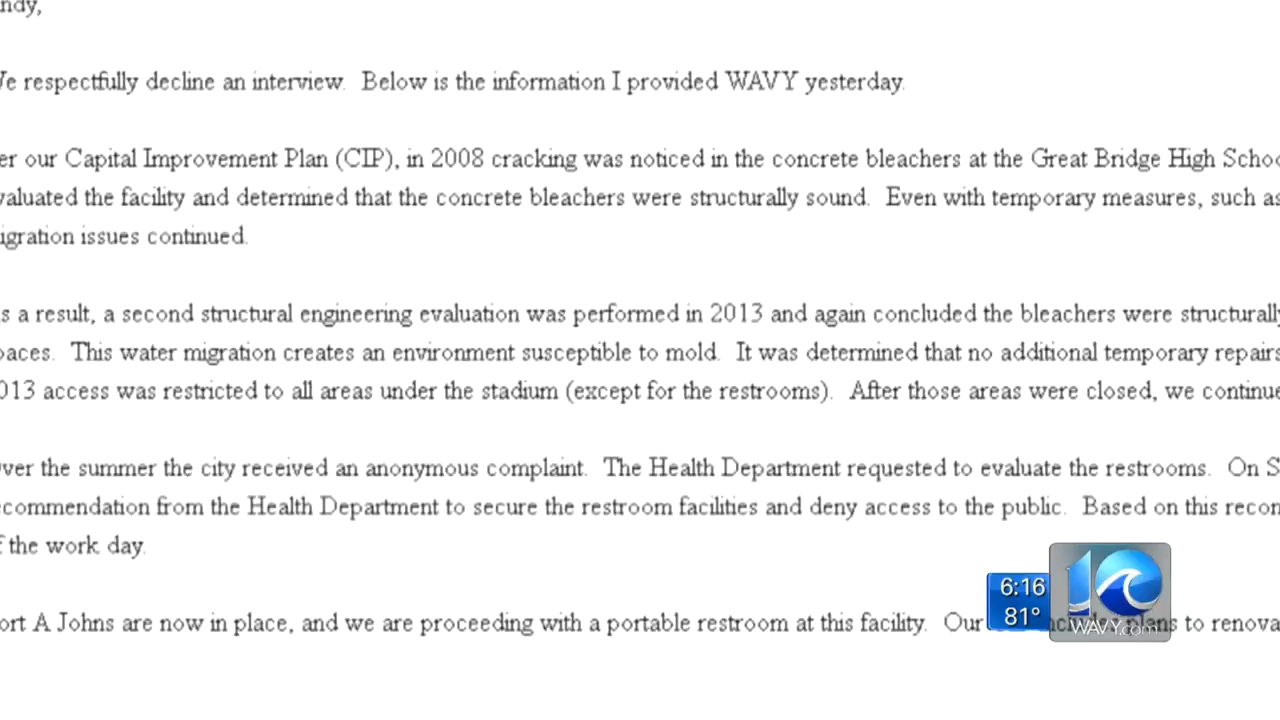 ndy,
We respectfully decline an interview.  Below is the information I provided WAVY yesterday.
er our Capital Improvement Plan (CIP), in 2008 cracking was noticed in the concrete bleachers at the Great Bridge High Schoo
valuated the facility and determined that the concrete bleachers were structurally sound.  Even with temporary measures, such as
igration issues continued.
s a result, a second structural engineering evaluation was performed in 2013 and again concluded the bleachers were structurally
paces.  This water migration creates an environment susceptible to mold.  It was determined that no additional temporary repairs
013 access was restricted to all areas under the stadium (except for the restrooms).  After those areas were closed, we continue
ver the summer the city received an anonymous complaint.  The Health Department requested to evaluate the restrooms.  On S
commendation from the Health Department to secure the restroom facilities and deny access to the public.  Based on this recon
f the work day.
ort A Johns are now in place, and we are proceeding with a portable restroom at this facility.  Our plans to renova
6:16
81°
10
WAVY.com